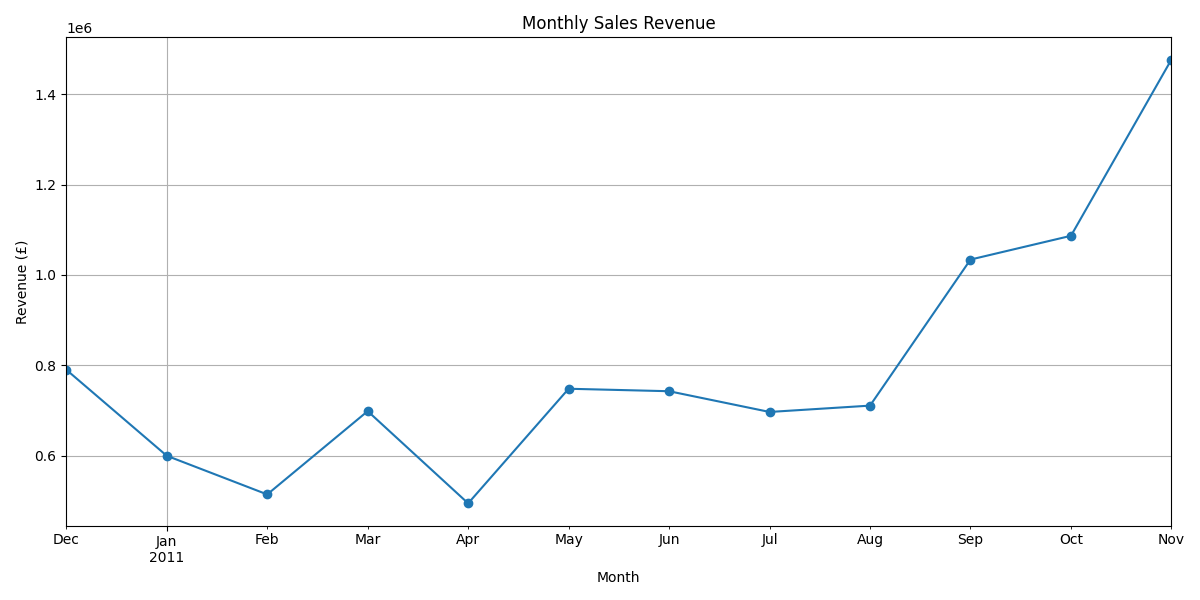 Monthly Sales Revenue
1e6
1.4
1.2
1.0
0.8
0.6
Revenue (£)
Dec Jan Feb Mar Apr May Jun Jul Aug Sep Oct Nov
2011
Month